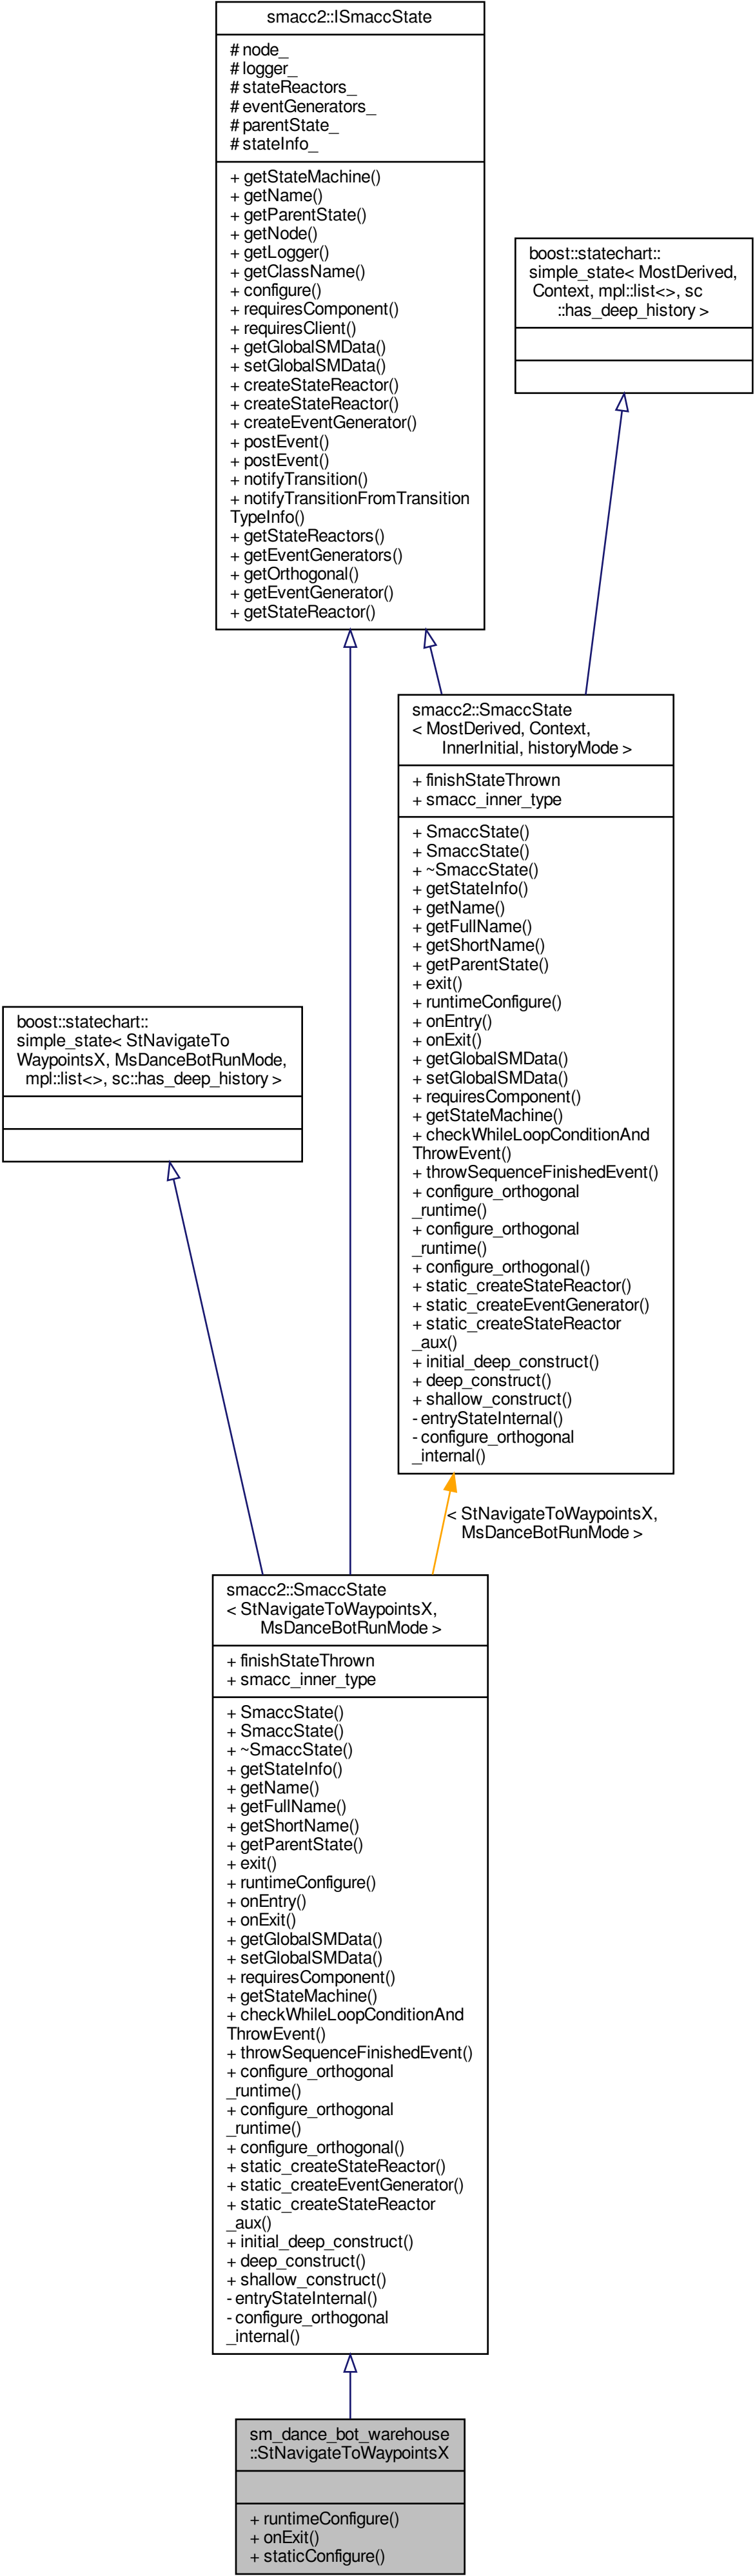 smacc2::ISmaccState
# node_
# logger_
# stateReactors_
# eventGenerators_
# parentState_
# stateInfo_
+ getStateMachine()
+ getName()
+ getParentState()
+ getNode()
+ getLogger()
+ getClassName()
+ configure()
+ requiresComponent()
+ requiresClient()
+ getGlobalSMData()
+ setGlobalSMData()
+ createStateReactor()
+ createStateReactor()
+ createEventGenerator()
+ postEvent()
+ postEvent()
+ notifyTransition()
+ notifyTransitionFromTransition
TypeInfo()
+ getStateReactors()
+ getEventGenerators()
+ getOrthogonal()
+ getEventGenerator()
+ getStateReactor()
boost::statechart::
simple_state< MostDerived,
Context, mpl::list<>, sc
::has_deep_history >
smacc2::SmaccState
< MostDerived, Context,
InnerInitial, historyMode >
+ finishStateThrown
+ smacc_inner_type
+ SmaccState()
+ SmaccState()
+ ~SmaccState()
+ getStateInfo()
+ getName()
+ getFullName()
+ getShortName()
+ getParentState()
+ exit()
+ runtimeConfigure()
+ onEntry()
+ onExit()
+ getGlobalSMData()
+ setGlobalSMData()
+ requiresComponent()
+ getStateMachine()
+ checkWhileLoopConditionAnd
ThrowEvent()
+ throwSequenceFinishedEvent()
+ configure_orthogonal
_runtime()
+ configure_orthogonal
_runtime()
+ configure_orthogonal()
+ static_createStateReactor()
+ static_createEventGenerator()
+ static_createStateReactor
_aux()
+ initial_deep_construct()
+ deep_construct()
+ shallow_construct()
- entryStateInternal()
- configure_orthogonal
_internal()
boost::statechart::
simple_state< StNavigateTo
WaypointsX, MsDanceBotRunMode,
mpl::list<>, sc::has_deep_history >
< StNavigateToWaypointsX,
MsDanceBotRunMode >
smacc2::SmaccState
< StNavigateToWaypointsX,
MsDanceBotRunMode >
+ finishStateThrown
+ smacc_inner_type
+ SmaccState()
+ SmaccState()
+ ~SmaccState()
+ getStateInfo()
+ getName()
+ getFullName()
+ getShortName()
+ getParentState()
+ exit()
+ runtimeConfigure()
+ onEntry()
+ onExit()
+ getGlobalSMData()
+ setGlobalSMData()
+ requiresComponent()
+ getStateMachine()
+ checkWhileLoopConditionAnd
ThrowEvent()
+ throwSequenceFinishedEvent()
+ configure_orthogonal
_runtime()
+ configure_orthogonal
_runtime()
+ configure_orthogonal()
+ static_createStateReactor()
+ static_createEventGenerator()
+ static_createStateReactor
_aux()
+ initial_deep_construct()
+ deep_construct()
+ shallow_construct()
- entryStateInternal()
- configure_orthogonal
_internal()
sm_dance_bot_warehouse
::StNavigateToWaypointsX
+ runtimeConfigure()
+ onExit()
+ staticConfigure()